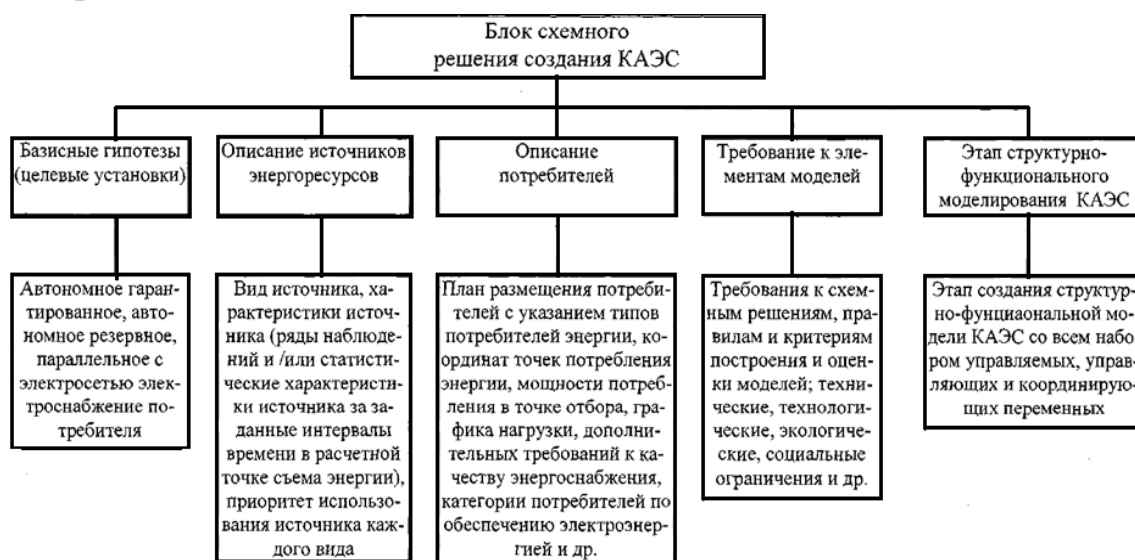 Блок схемного
решения создания КАЭС
Базисные гипотезы
(целевые установки)
Описание источников
энергоресурсов
Описание
потребителей
Требование к эле-
ментам моделей
Этап структурно-
функционального
моделирования КАЭС
Автономное гаран-
тированное, авто-
номное резервное,
параллельное с
электросетью элек-
троснабжение по-
требителя
Вид источника, ха-
рактеристики источ-
ника (ряды наблюде-
ний и /или статисти-
ческие характеристи-
ки источника за за-
данные интервалы
времени в расчетной
точке съема энергии),
приоритет использо-
вания источника каж-
дого вида
План размещения потреби-
телей с указанием типов
потребителей энергии, ко-
ординат точек потребления
энергии, мощности потреб-
ления в точке отбора, гра-
фика нагрузки, дополни-
тельных требований к ка-
честву энергоснабжения,
категории потребителей по
обеспечению электроэнер-
гией и др.
Требования к схем-
ным решениям, пра-
вилам и критериям
построения и оцен-
ки моделей; техни-
ческие, технологи-
ческие, экологиче-
ские, социальные
ограничения и др.
Этап создания структур-
но-фунциаональной мо-
дели КАЭС со всем набо-
ром управляемых, управ-
ляющих и координирую-
щих переменных